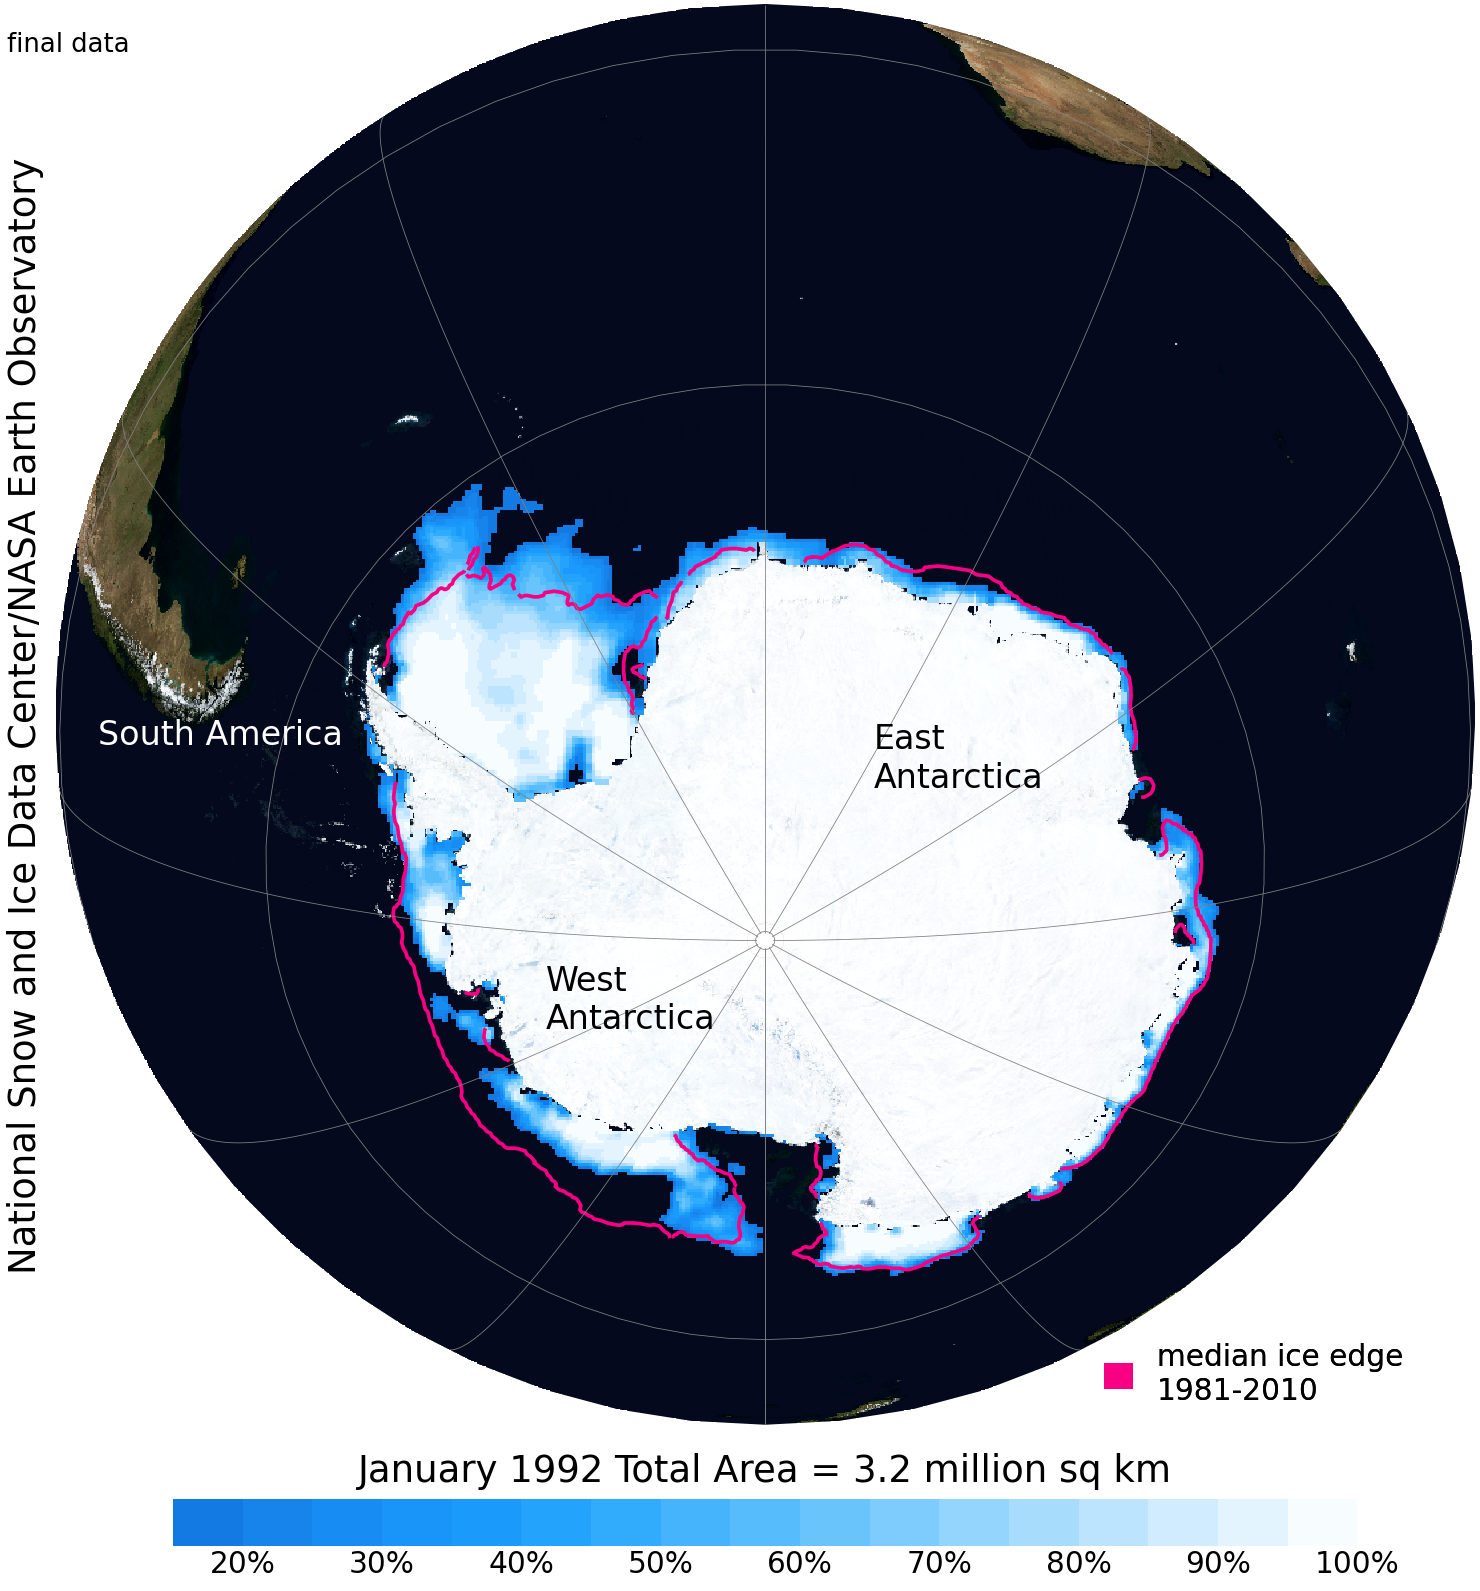 final data
National Snow and Ice Data Center/NASA Earth Observatory
South America
East
Antarctica
West
Antarctica
median ice edge
1981-2010
January 1992 Total Area = 3.2 million sq km
20% 30% 40% 50% 60% 70% 80% 90% 100%